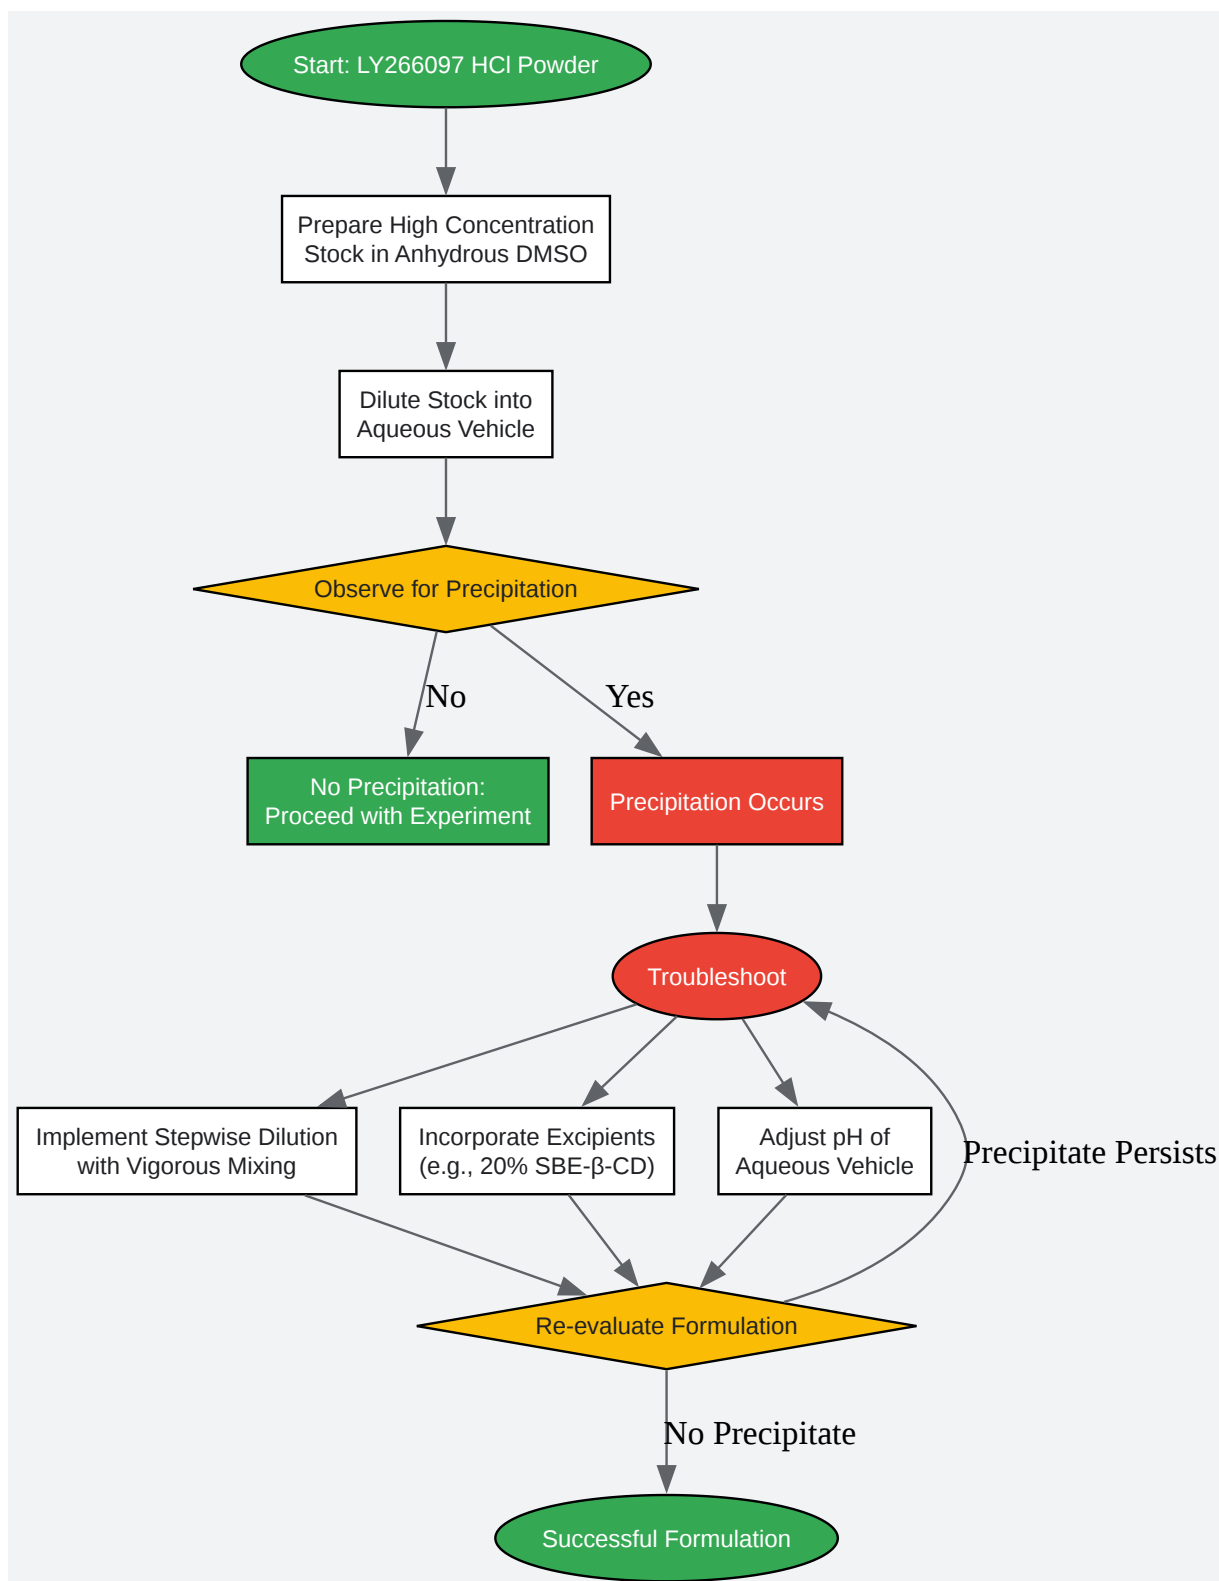 Start: LY266097 HCl Powder
Prepare High Concentration
Stock in Anhydrous DMSO
Dilute Stock into
Aqueous Vehicle
Observe for Precipitation
No
Yes
No Precipitation:
Proceed with Experiment
Precipitation Occurs
Troubleshoot
Implement Stepwise Dilution
with Vigorous Mixing
Incorporate Excipients
(e.g., 20% SBE-β-CD)
Adjust pH of
Aqueous Vehicle
Precipitate Persists
Re-evaluate Formulation
No Precipitate
Successful Formulation